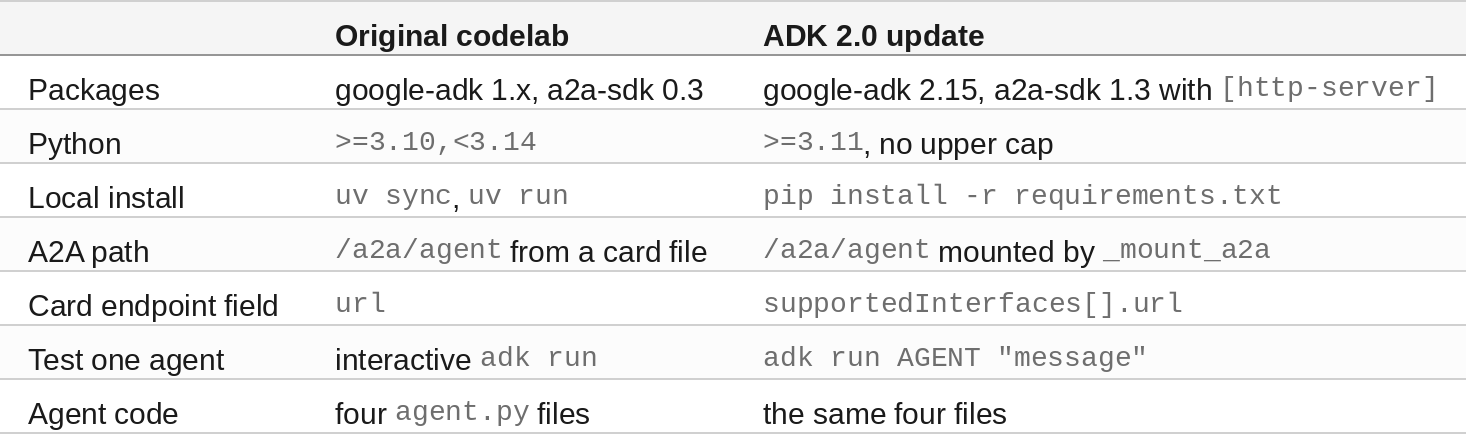 Original codelab ADK 2.0 update
Packages google-adk 1.x, a2a-sdk 0.3 google-adk 2.15, a2a-sdk 1.3 with [http-server]
Python >=3.10,<3.14 >=3.11, no upper cap
Local install uv sync, uv run pip install -r requirements.txt
A2A path /a2a/agent from a card file /a2a/agent mounted by _mount_a2a
Card endpoint field url supportedInterfaces[].url
Test one agent interactive adk run adk run AGENT "message"
Agent code four agent.py files the same four files